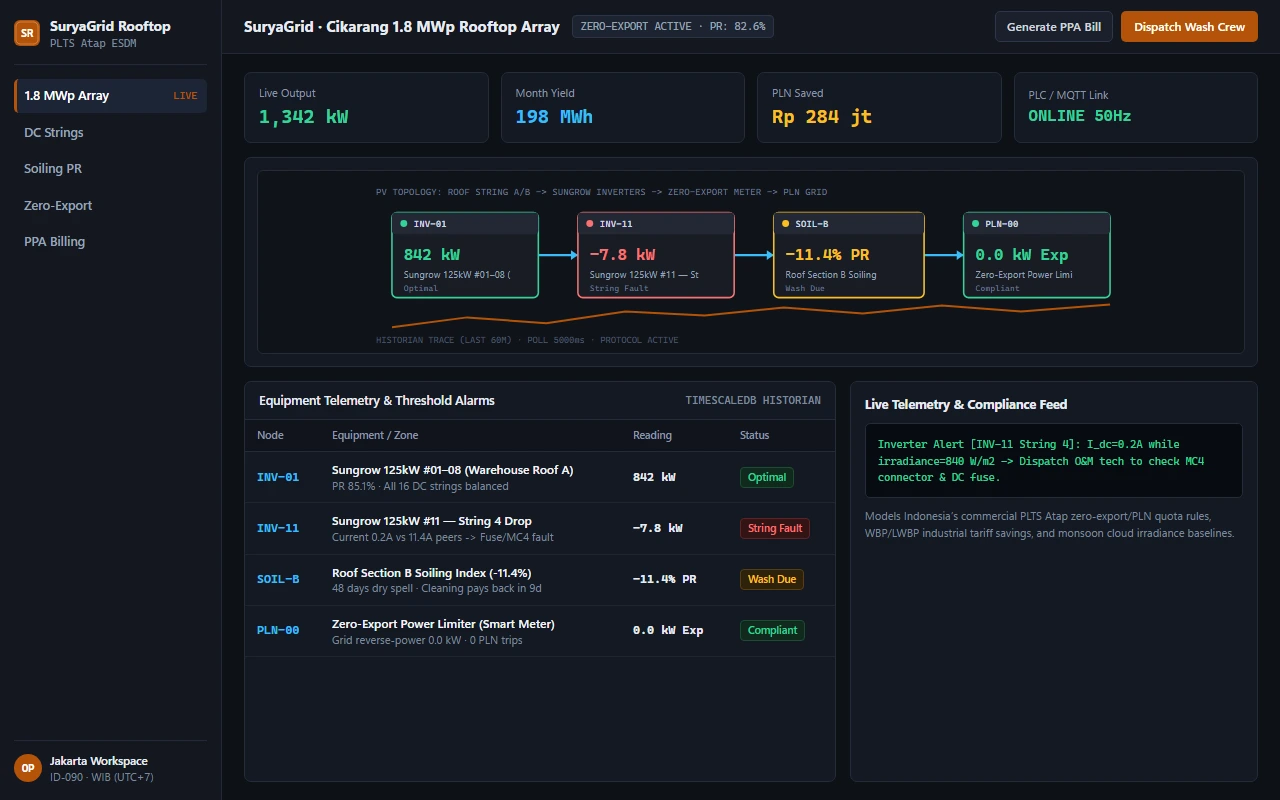 SR
SuryaGrid Rooftop
PLTS Atap ESDM
1.8 MWp Array
LIVE
DC Strings
Soiling PR
Zero-Export
PPA Billing
OP
Jakarta Workspace
ID-090 · WIB (UTC+7)
SuryaGrid · Cikarang 1.8 MWp Rooftop Array
ZERO-EXPORT ACTIVE · PR: 82.6%
Generate PPA Bill
Dispatch Wash Crew
Live Output
1,342 kW
Month Yield
198 MWh
PLN Saved
Rp 284 jt
PLC / MQTT Link
ONLINE 50Hz
PV TOPOLOGY: ROOF STRING A/B -> SUNGROW INVERTERS -> ZERO-EXPORT METER -> PLN GRID
INV-01
842 kW
Sungrow 125kW #01–08 (
Optimal
INV-11
-7.8 kW
Sungrow 125kW #11 — St
String Fault
SOIL-B
-11.4% PR
Roof Section B Soiling
Wash Due
PLN-00
0.0 kW Exp
Zero-Export Power Limi
Compliant
HISTORIAN TRACE (LAST 60M) · POLL 5000ms · PROTOCOL ACTIVE
Equipment Telemetry & Threshold Alarms
TIMESCALEDB HISTORIAN
Node
Equipment / Zone
Reading
Status
INV-01
Sungrow 125kW #01–08 (Warehouse Roof A)
PR 85.1% · All 16 DC strings balanced
842 kW
Optimal
INV-11
Sungrow 125kW #11 — String 4 Drop
Current 0.2A vs 11.4A peers -> Fuse/MC4 fault
-7.8 kW
String Fault
SOIL-B
Roof Section B Soiling Index (-11.4%)
48 days dry spell · Cleaning pays back in 9d
-11.4% PR
Wash Due
PLN-00
Zero-Export Power Limiter (Smart Meter)
Grid reverse-power 0.0 kW · 0 PLN trips
0.0 kW Exp
Compliant
Live Telemetry & Compliance Feed
Inverter Alert [INV-11 String 4]: I_dc=0.2A while
irradiance=840 W/m2 -> Dispatch O&M tech to check MC4
connector & DC fuse.
Models Indonesia's commercial PLTS Atap zero-export/PLN quota rules,
WBP/LWBP industrial tariff savings, and monsoon cloud irradiance baselines.